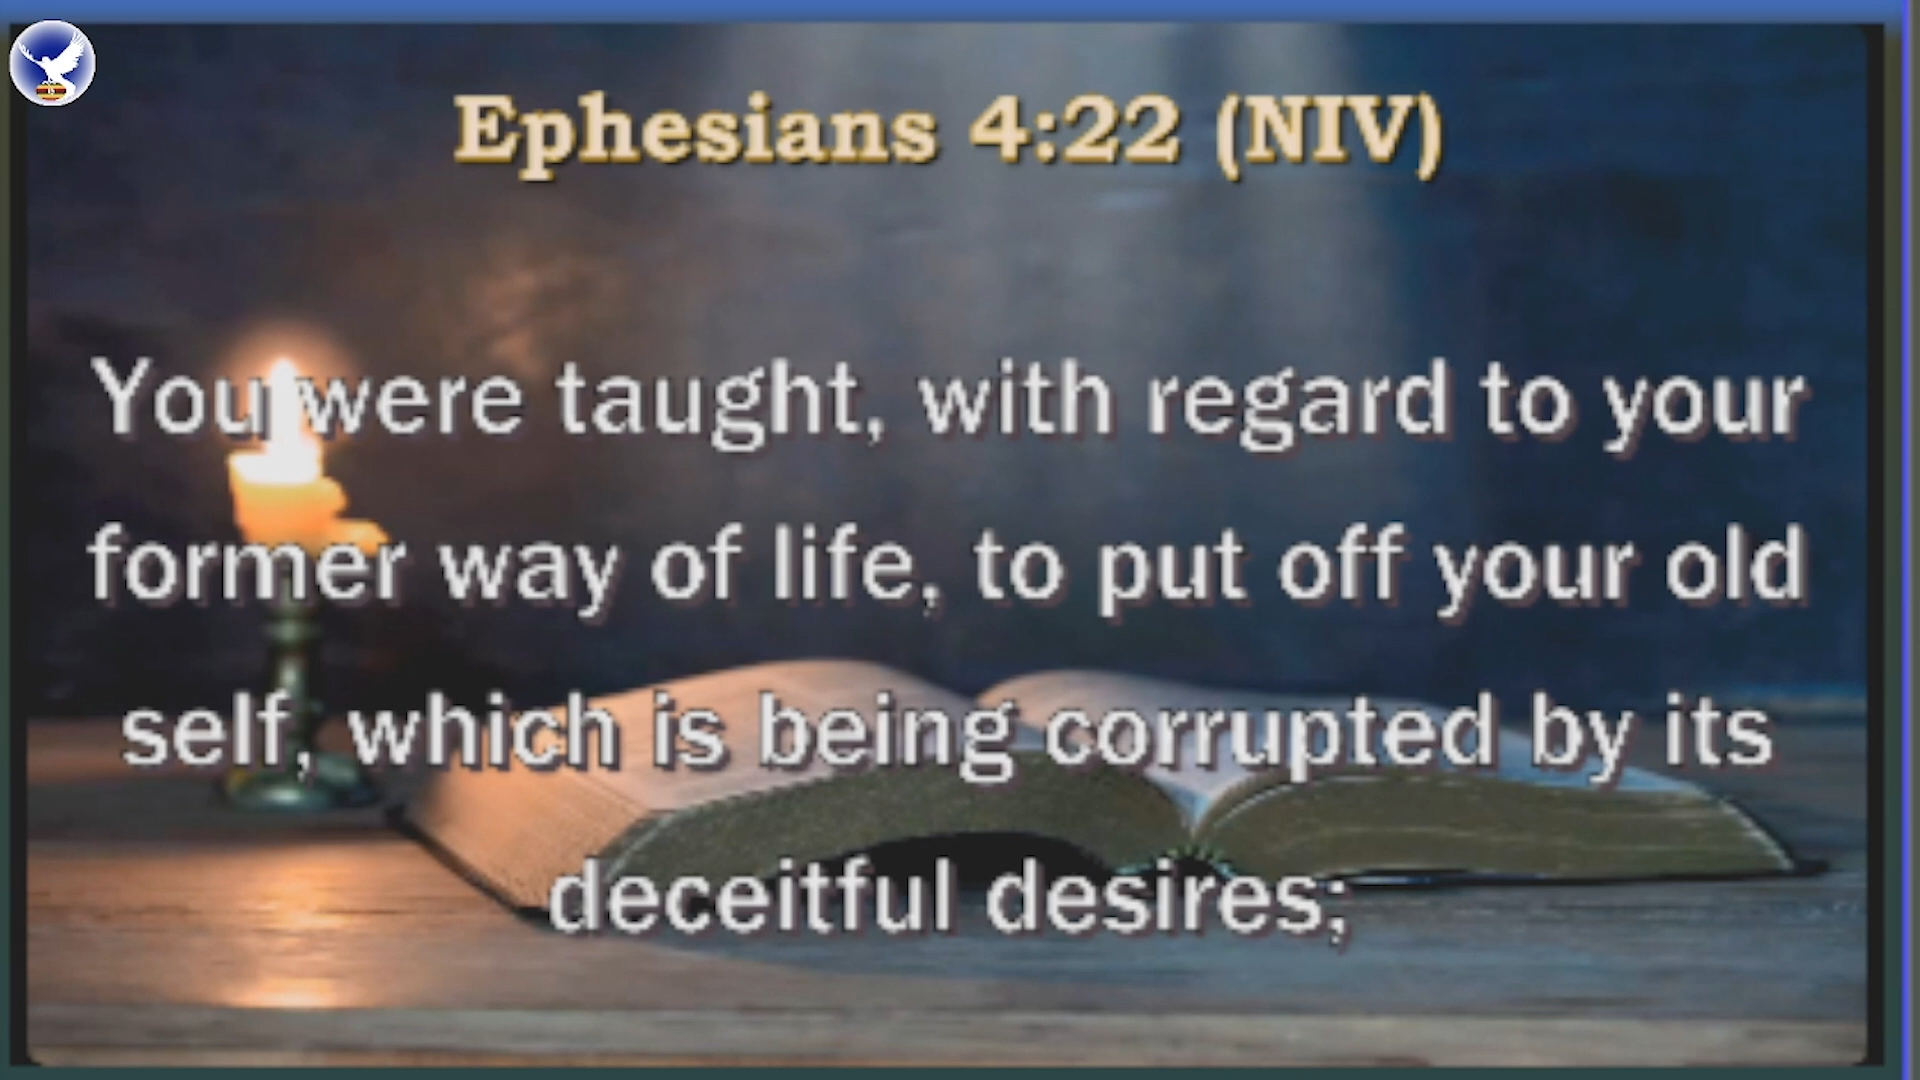 Ephesians 4:22 (NIV)
You were taught, with regard to your
former way of life, to put off your old
self, which is being corrupted by its
deceitful desires;